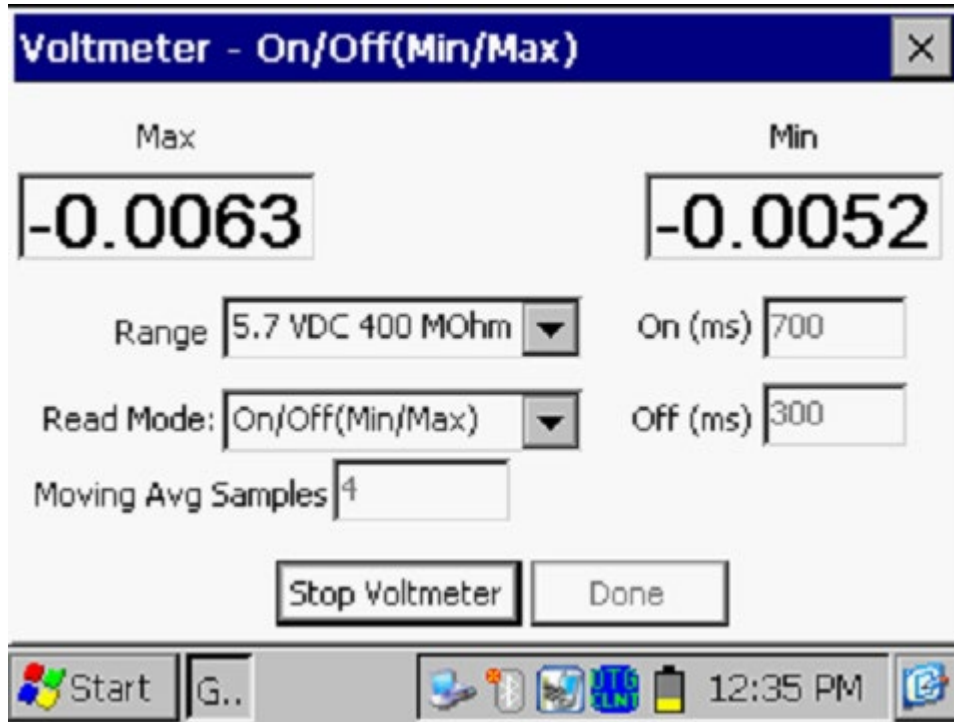 Voltmeter - On/Off(Min/Max)
Max Min
-0.0063 -0.0052
Range 5.7 VDC 400 MOhm On (ms) 700
Read Mode: On/Off(Min/Max) Off (ms) 300
Moving Avg Samples 4
Stop Voltmeter Done
Start G.. UTG CLNT 12:35 PM